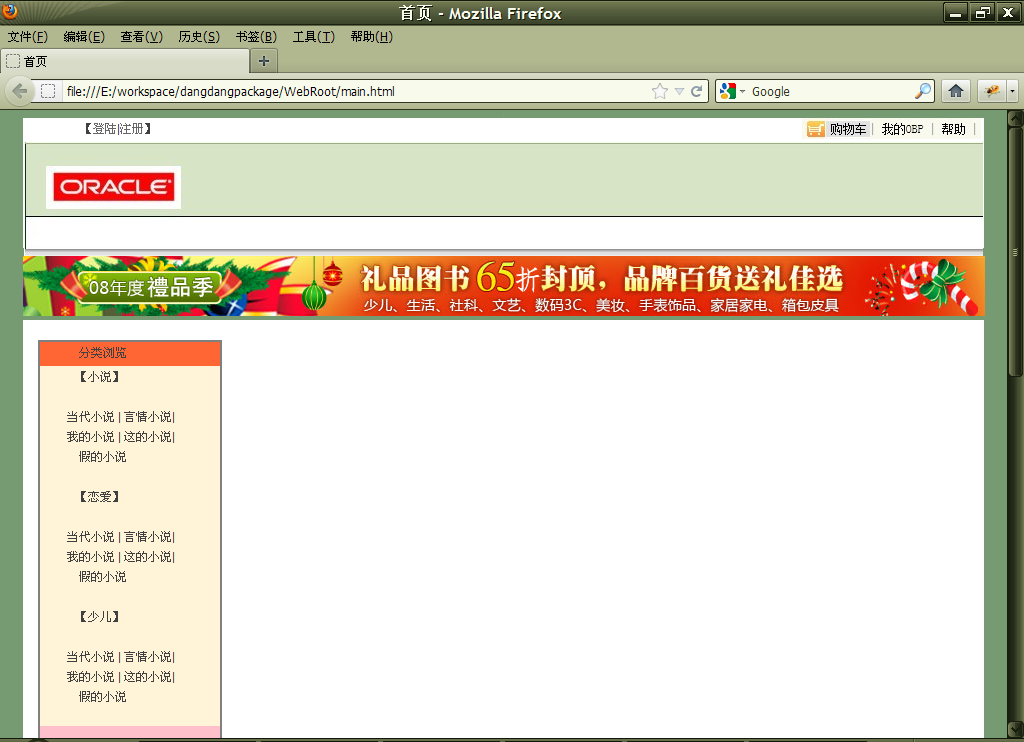 首页 - Mozilla Firefox
文件(F) 编辑(E) 查看(V) 历史(S) 书签(B) 工具(T) 帮助(H)
首页
file:///E:/workspace/dangdangpackage/WebRoot/main.html Google
【登陆|注册】 购物车 | 我的OBP | 帮助 |
ORACLE
08年度禮品季 礼品图书 65折封顶，品牌百货送礼佳选
少儿、生活、社科、文艺、数码3C、美妆、手表饰品、家居家电、箱包皮具
分类浏览
【小说】
当代小说 | 言情小说|
我的小说 | 这的小说|
假的小说
【恋爱】
当代小说 | 言情小说|
我的小说 | 这的小说|
假的小说
【少儿】
当代小说 | 言情小说|
我的小说 | 这的小说|
假的小说